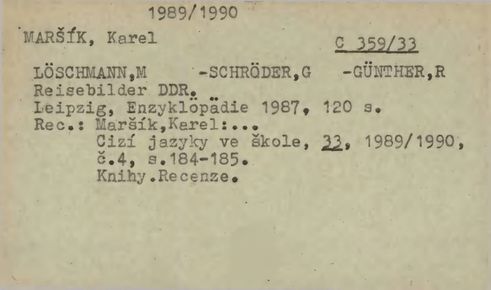 1989/1990
MARŠÍK, Karel
C 359/33
LÖSCHMANN,M -SCHRÖDER,G -GÜNTHER,R
Reisebilder DDR.
Leipzig, Enzyklöpädie 1987, 120 s.
Rec.: Maršík,Karel:...
Cizí jazyky ve škole, 33, 1989/1990,
č.4, s.184-185.
Knihy.Recenze.